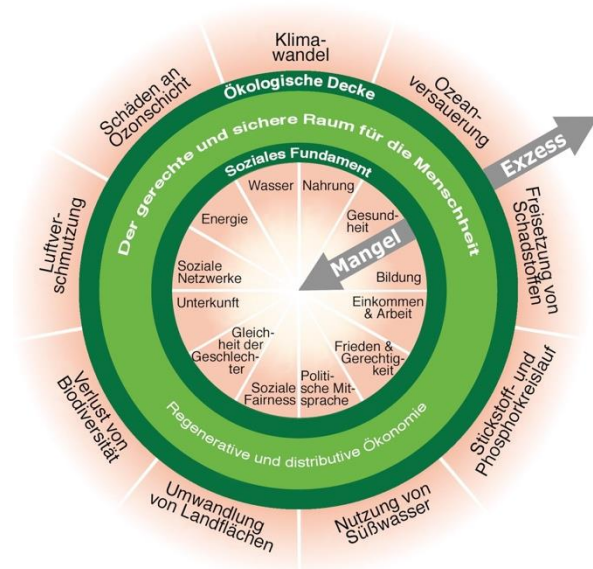 Klima-
wandel
Ozean-
versauerung
Exzess
Freisetzung von
Schadstoffen
Stickstoff- und
Phosphorkreislauf
Nutzung von
Süßwasser
Umwandlung
von Landflächen
Verlust von
Biodiversität
Luftver-
schmutzung
Schäden an
Ozonschicht
Ökologische Decke
Der gerechte und sichere Raum für die Menschheit
Soziales Fundament
Wasser
Nahrung
Gesund-
heit
Mangel
Bildung
Einkommen
& Arbeit
Frieden &
Gerechtig-
keit
Politi-
sche Mit-
sprache
Soziale
Fairness
Gleich-
heit der
Geschlech-
ter
Unterkunft
Soziale
Netzwerke
Energie
Regenerative und distributive Ökonomie